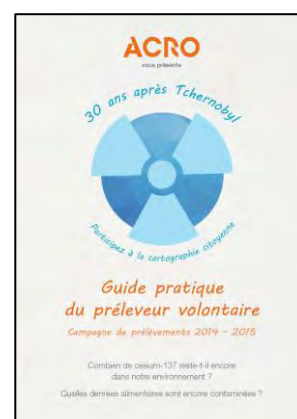 ACRO
vous présente
30 ans après Tchernobyl
Participez à la cartographie citoyenne
Guide pratique
du préleveur volontaire
Campagne de prélèvements 2014 - 2015
Combien de césium-137 reste-t-il encore
dans notre environnement ?
Quelles denrées alimentaires sont encore contaminées ?